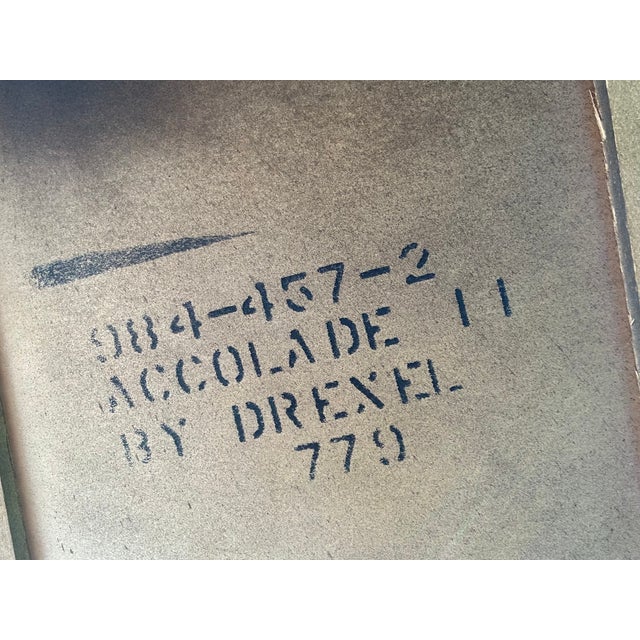 984-457-2
ACCOLADE II
BY DREXEL
779